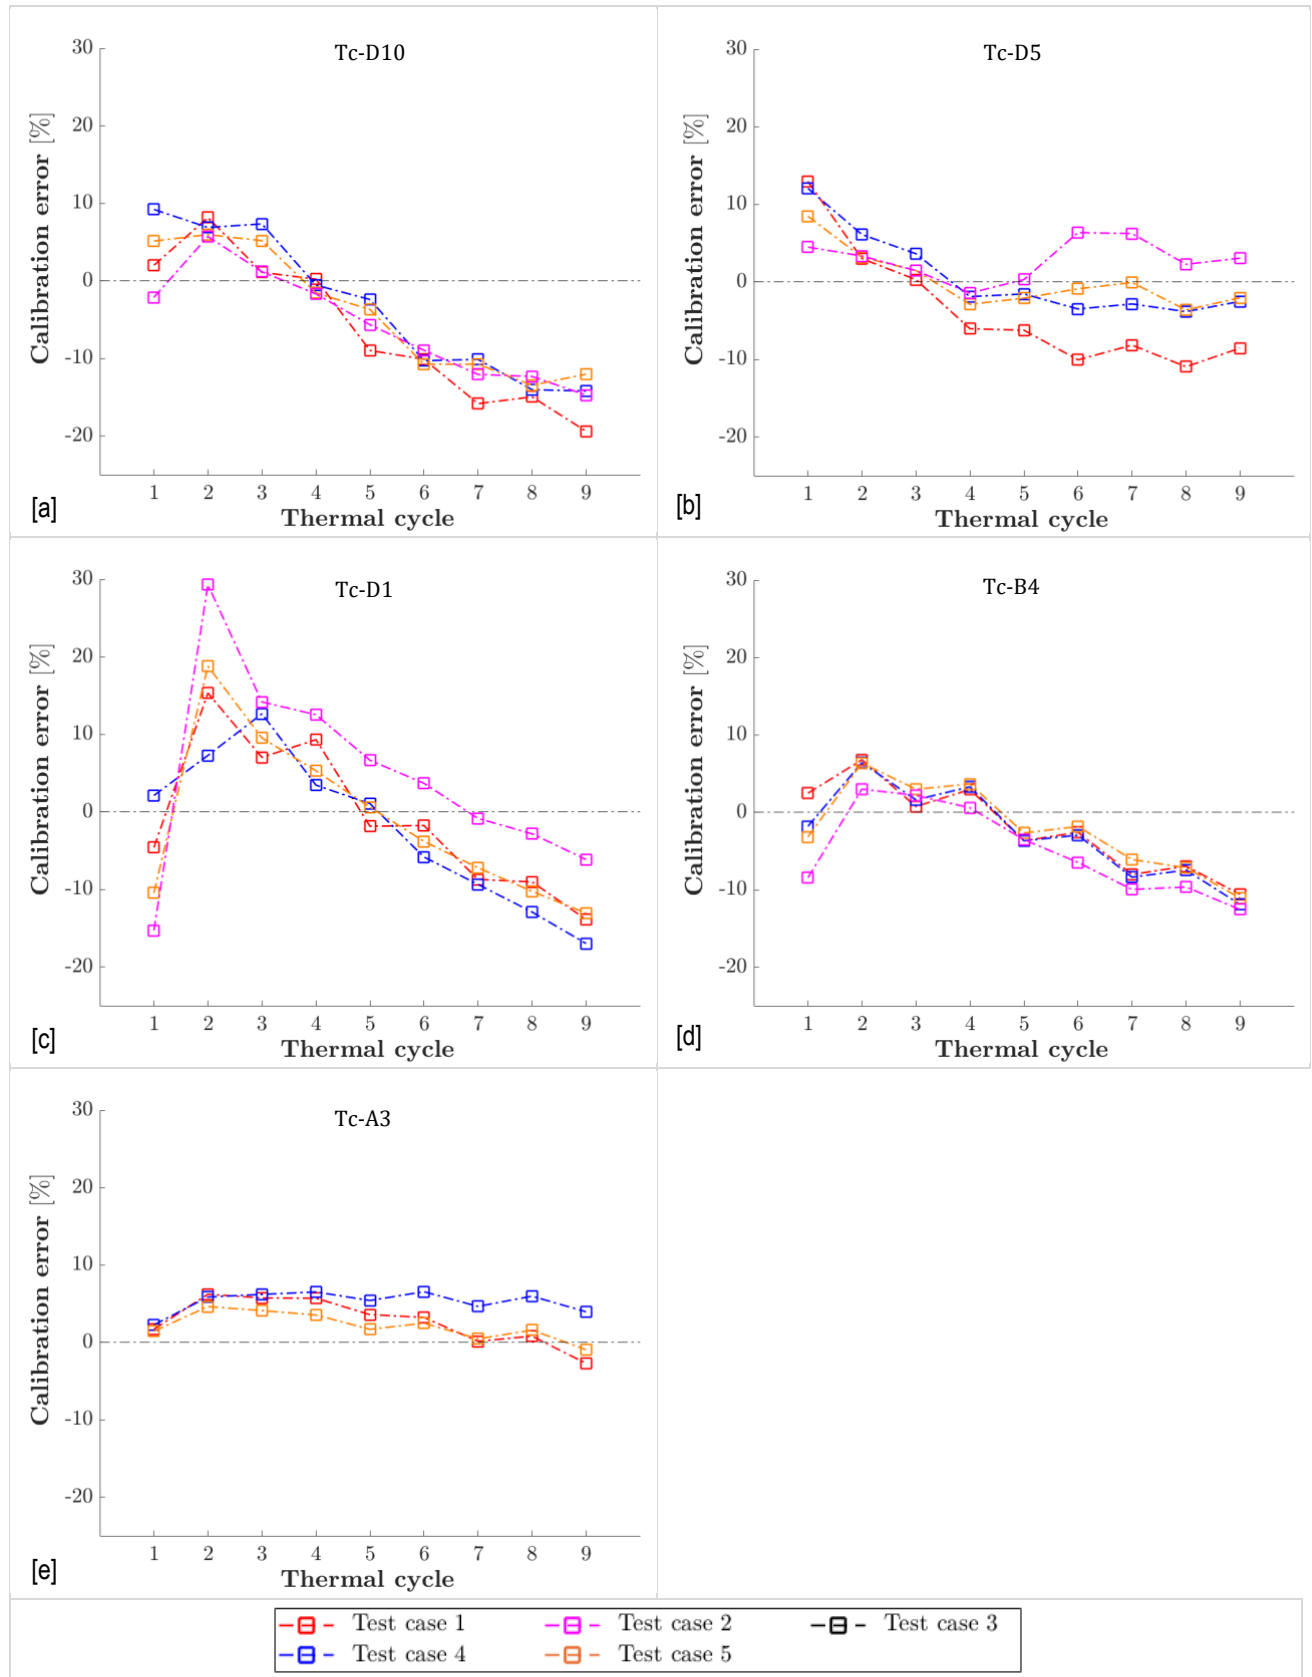 Tc-D10
30
20
10
0
-10
-20
Calibration error [%]
1 2 3 4 5 6 7 8 9
Thermal cycle
[a]
Tc-D5
30
20
10
0
-10
-20
Calibration error [%]
1 2 3 4 5 6 7 8 9
Thermal cycle
[b]
Tc-D1
30
20
10
0
-10
-20
Calibration error [%]
1 2 3 4 5 6 7 8 9
Thermal cycle
[c]
Tc-B4
30
20
10
0
-10
-20
Calibration error [%]
1 2 3 4 5 6 7 8 9
Thermal cycle
[d]
Tc-A3
30
20
10
0
-10
-20
Calibration error [%]
1 2 3 4 5 6 7 8 9
Thermal cycle
[e]
Test case 1 Test case 2 Test case 3
Test case 4 Test case 5